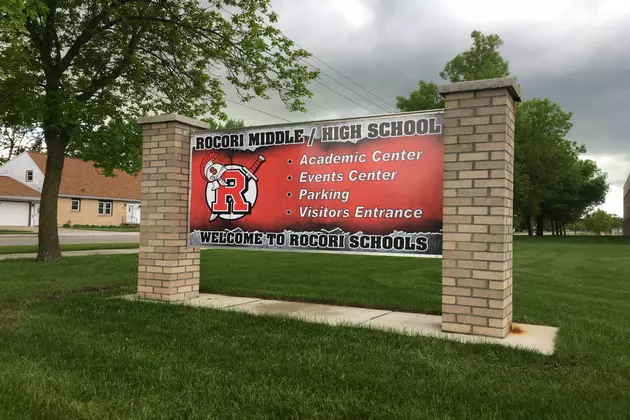 ROCORI MIDDLE / HIGH SCHOOL
• Academic Center
• Events Center
• Parking
• Visitors Entrance
R
WELCOME TO ROCORI SCHOOLS